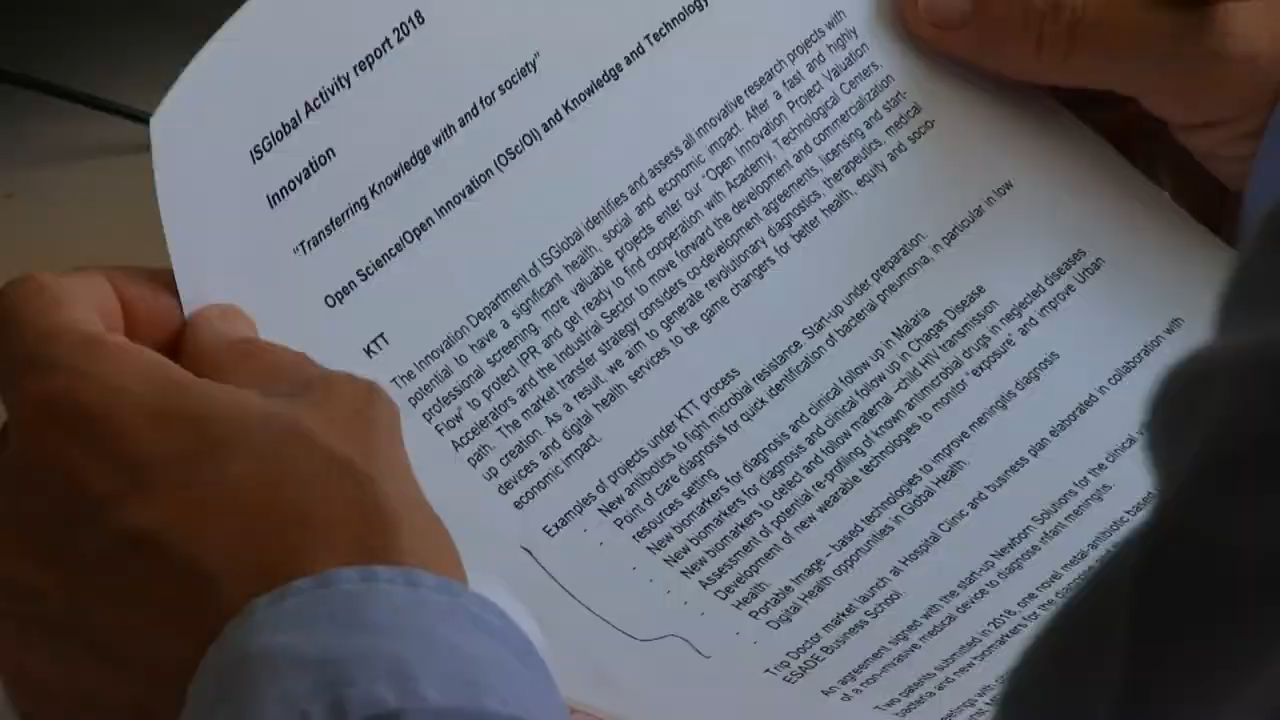 ISGlobal Activity report 2018
Innovation
"Transferring Knowledge with and for society"
Open Science/Open Innovation (OSc/OI) and Knowledge and Technology
KTT
The Innovation Department of ISGlobal identifies and assess all innovative research projects with
potential to have a significant health, social and economic impact. After a fast and highly
professional screening, more valuable projects enter our "Open Innovation Project Valuation
Flow" to protect IPR and get ready to find cooperation with Academy, Technological Centers,
Accelerators and the Industrial Sector to move forward the development and commercialization
path. The market transfer strategy considers co-development agreements, licensing and start-
up creation. As a result, we aim to generate revolutionary diagnostics, therapeutics, medical
devices and digital health services to be game changers for better health, equity and socio-
economic impact.
Examples of projects under KTT process
- New antibiotics to fight microbial resistance. Start-up under preparation.
- Point of care diagnosis for quick identification of bacterial pneumonia, in particular in low
resources setting
- New biomarkers for diagnosis and clinical follow up in Malaria
- New biomarkers for diagnosis and clinical follow up in Chagas Disease
- New biomarkers to detect and follow maternal –child HIV transmission
- Assessment of potential re-profiling of known antimicrobial drugs in neglected diseases
- Development of new wearable technologies to monitor "exposure" and improve Urban
Health.
- Portable Image – based technologies to improve meningitis diagnosis
- Digital Health opportunities in Global Health.
Trip Doctor market launch at Hospital Clinic and business plan elaborated in collaboration with
ESADE Business School.
An agreement signed with the start-up Newborn Solutions for the clinical
of a non-invasive medical device to diagnose infant meningitis.
Two patents submitted in 2018, one novel metal-antibiotic
bacteria and new biomarkers for the